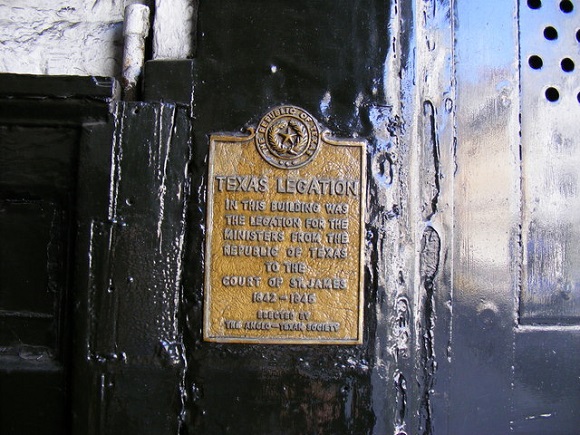 THE REPUBLIC OF TEXAS
TEXAS LEGATION
IN THIS BUILDING WAS
THE LEGATION FOR THE
MINISTERS FROM THE
REPUBLIC OF TEXAS
TO THE
COURT OF ST. JAMES
1842 – 1845
ERECTED BY
THE ANGLO – TEXAN SOCIETY